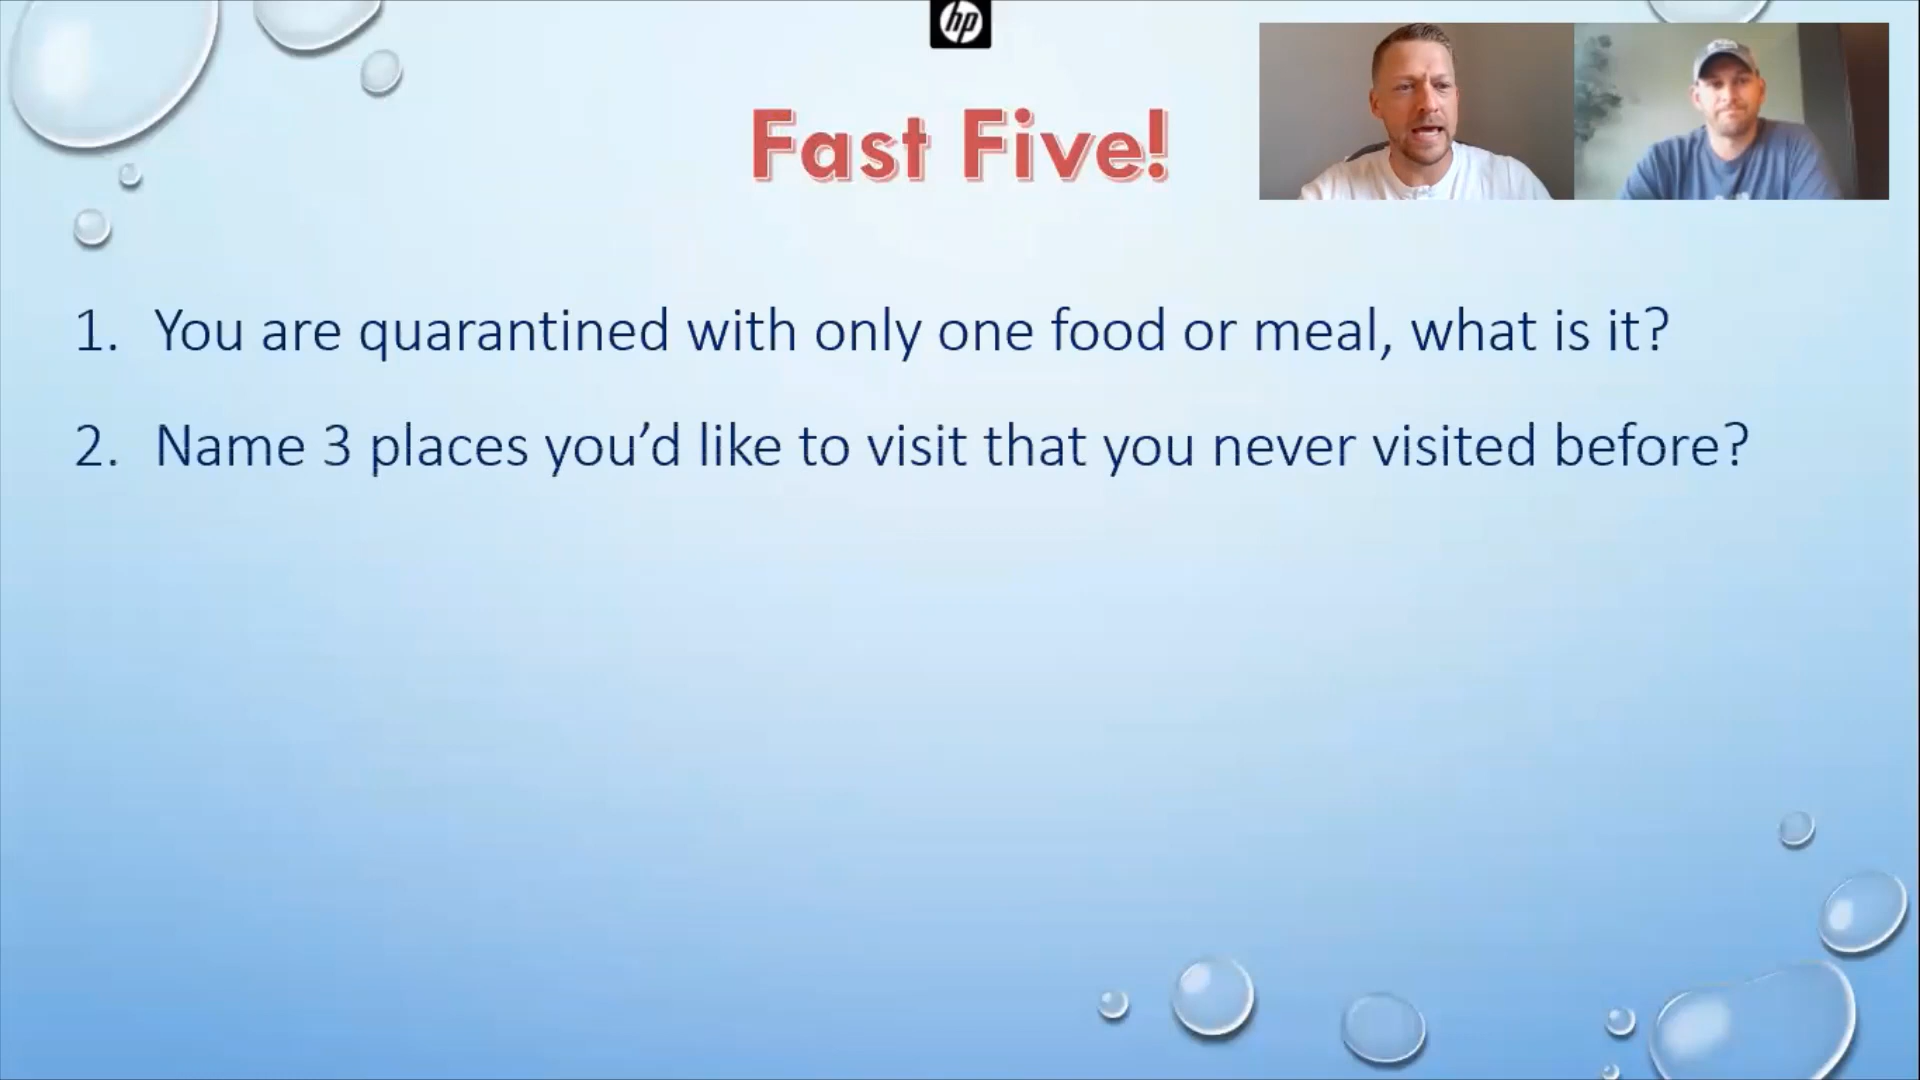 hp
Fast Five!
1. You are quarantined with only one food or meal, what is it?
2. Name 3 places you’d like to visit that you never visited before?